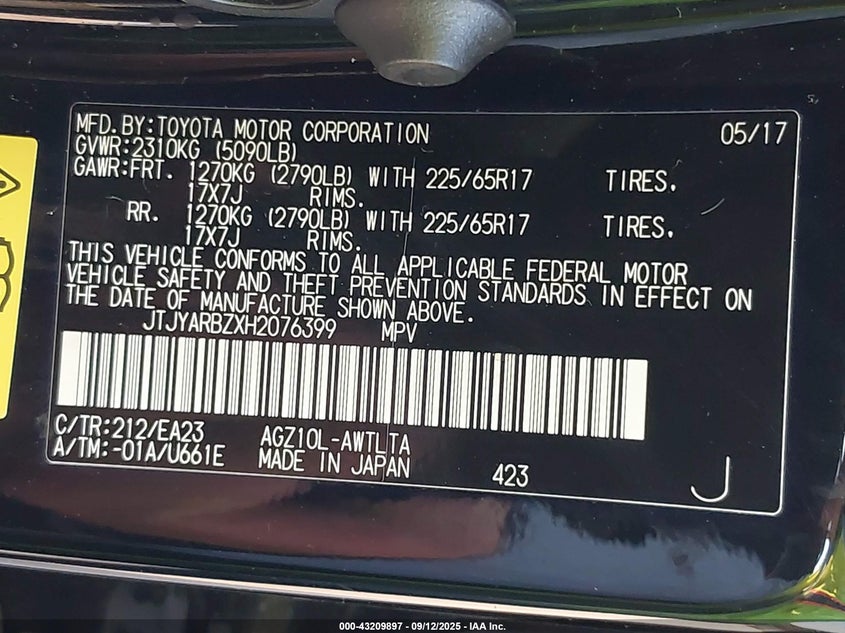 MFD.BY:TOYOTA MOTOR CORPORATION 05/17
GVWR:2310KG (5090LB)
GAWR:FRT. 1270KG (2790LB) WITH 225/65R17 TIRES.
17X7J RIMS.
RR. 1270KG (2790LB) WITH 225/65R17 TIRES.
17X7J RIMS.
THIS VEHICLE CONFORMS TO ALL APPLICABLE FEDERAL MOTOR
VEHICLE SAFETY AND THEFT PREVENTION STANDARDS IN EFFECT ON
THE DATE OF MANUFACTURE SHOWN ABOVE.
JTJYARBZXH2076399 MPV
C/TR:212/EA23 AGZ10L-AWTLTA
A/TM:-01A/U661E MADE IN JAPAN 423 J
000-43209897 - 09/12/2025 - IAA Inc.